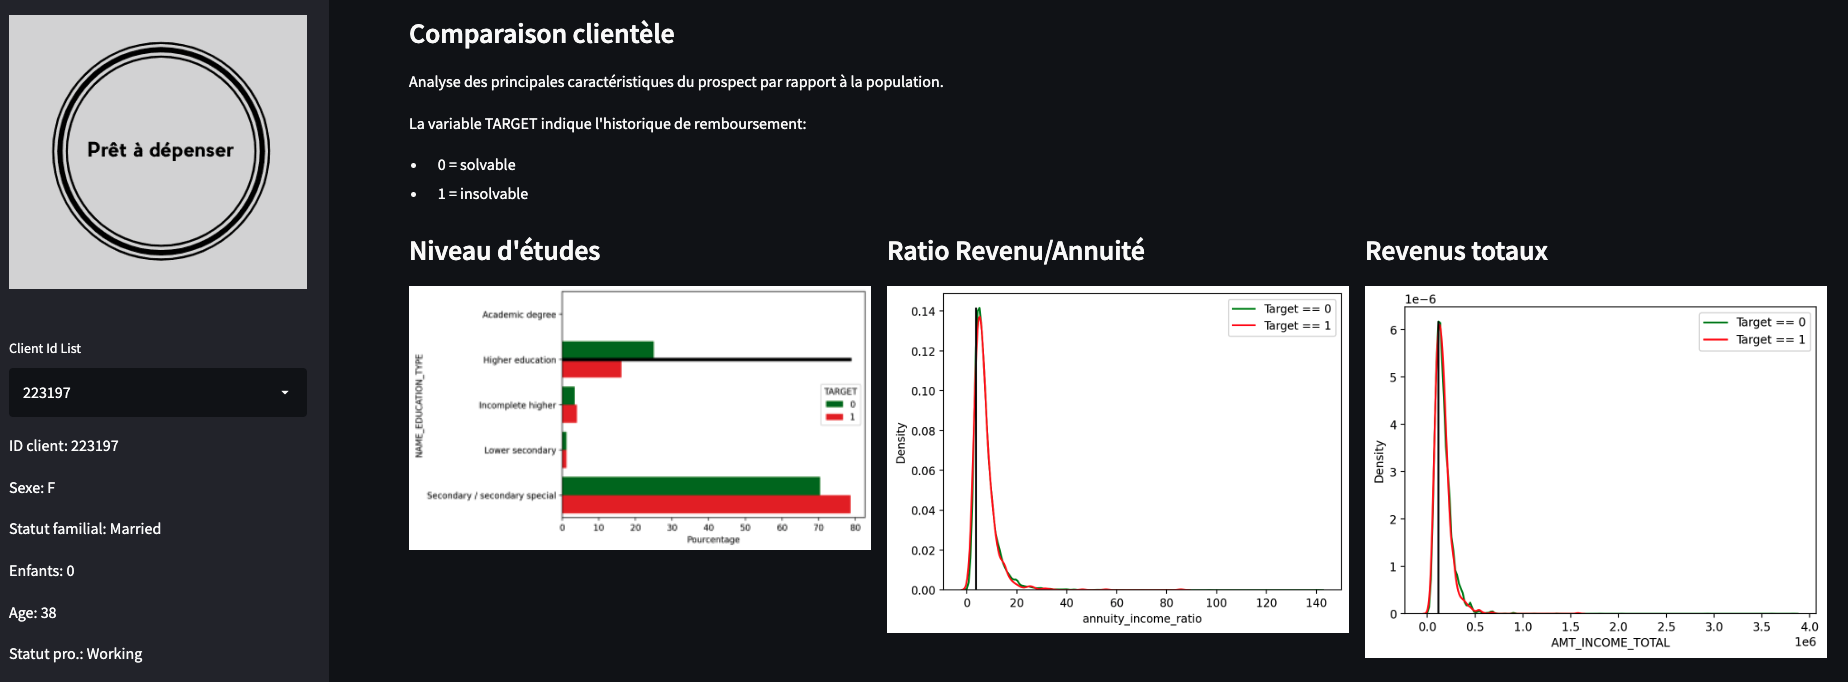 Prêt à dépenser
Client Id List
223197
ID client: 223197
Sexe: F
Statut familial: Married
Enfants: 0
Age: 38
Statut pro.: Working
Comparaison clientèle
Analyse des principales caractéristiques du prospect par rapport à la population.
La variable TARGET indique l'historique de remboursement:
• 0 = solvable
• 1 = insolvable
Niveau d'études
NAME_EDUCATION_TYPE
Academic degree
Higher education
Incomplete higher
Lower secondary
Secondary / secondary special
TARGET
0
1
0 10 20 30 40 50 60 70 80
Pourcentage
Ratio Revenu/Annuité
Density
0.14
0.12
0.10
0.08
0.06
0.04
0.02
0.00
Target == 0
Target == 1
0 20 40 60 80 100 120 140
annuity_income_ratio
Revenus totaux
1e−6
Density
6
5
4
3
2
1
0
Target == 0
Target == 1
0.0 0.5 1.0 1.5 2.0 2.5 3.0 3.5 4.0
AMT_INCOME_TOTAL
1e6